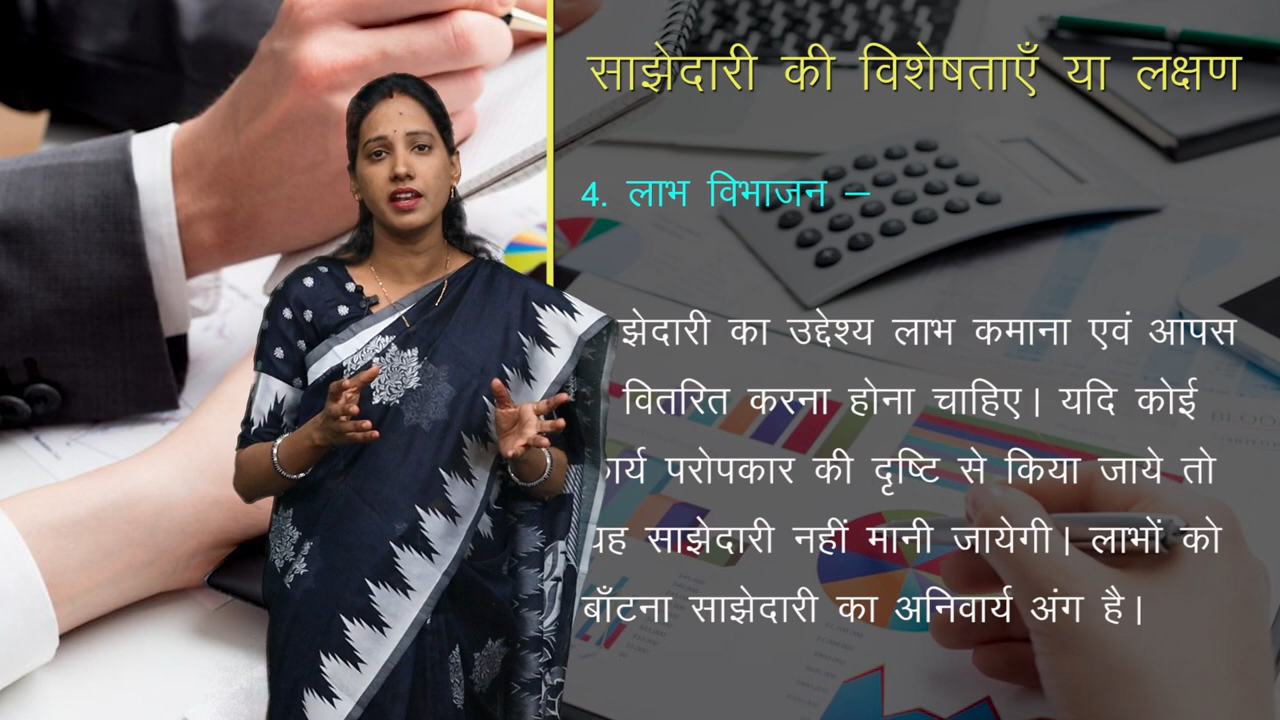 साझेदारी की विशेषताएँ या लक्षण
4. लाभ विभाजन –
झेदारी का उद्देश्य लाभ कमाना एवं आपस
वितरित करना होना चाहिए। यदि कोई
परोपकार की दृष्टि से किया जाये तो
साझेदारी नहीं मानी जायेगी। लाभों को
बाँटना साझेदारी का अनिवार्य अंग है।